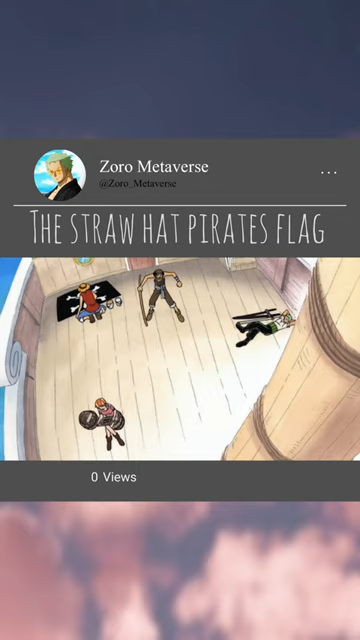 Zoro Metaverse
@Zoro_Metaverse
...
The straw hat pirates flag
0 Views